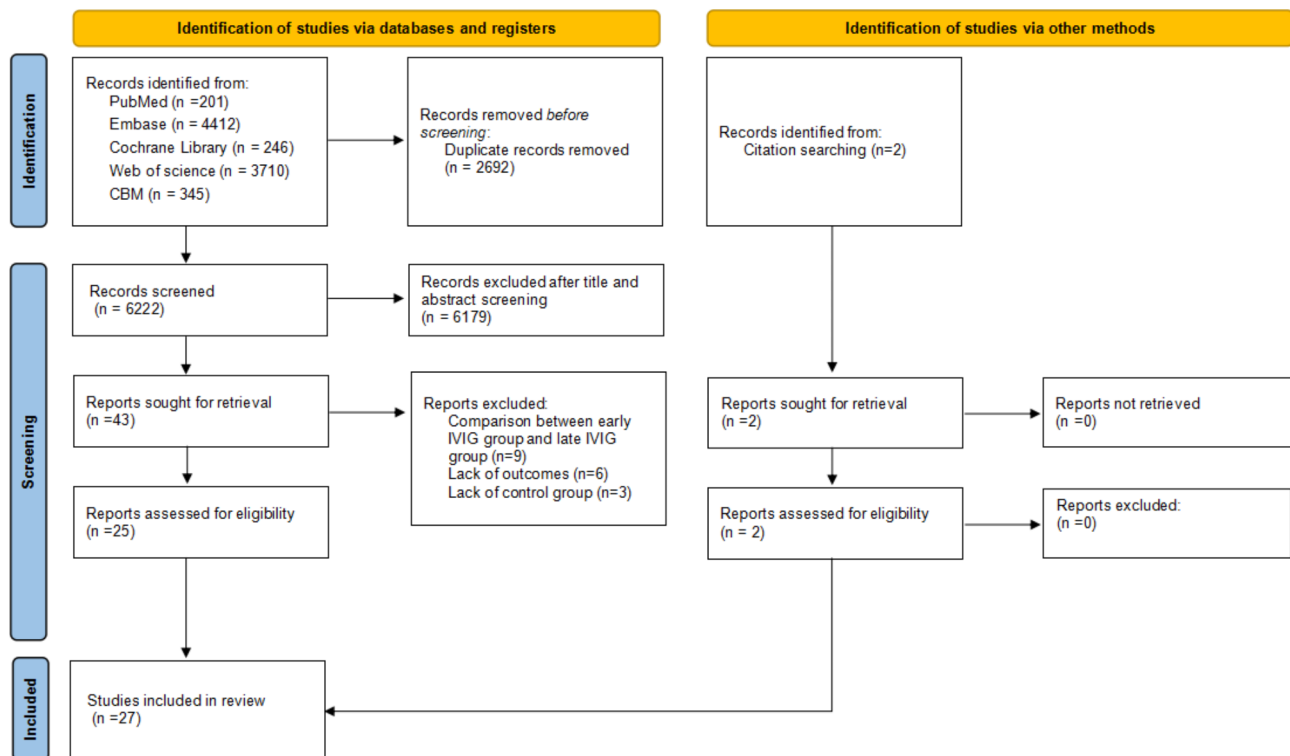 Identification of studies via databases and registers
Identification of studies via other methods
Identification
Records identified from:
PubMed (n =201)
Embase (n = 4412)
Cochrane Library (n = 246)
Web of science (n = 3710)
CBM (n = 345)
Records removed before
screening:
Duplicate records removed
(n = 2692)
Records identified from:
Citation searching (n=2)
Screening
Records screened
(n = 6222)
Records excluded after title and
abstract screening
(n = 6179)
Reports sought for retrieval
(n =43)
Reports excluded:
Comparison between early
IVIG group and late IVIG
group (n=9)
Lack of outcomes (n=6)
Lack of control group (n=3)
Reports sought for retrieval
(n =2)
Reports not retrieved
(n =0)
Reports assessed for eligibility
(n =25)
Reports assessed for eligibility
(n = 2)
Reports excluded:
(n =0)
Included
Studies included in review
(n =27)